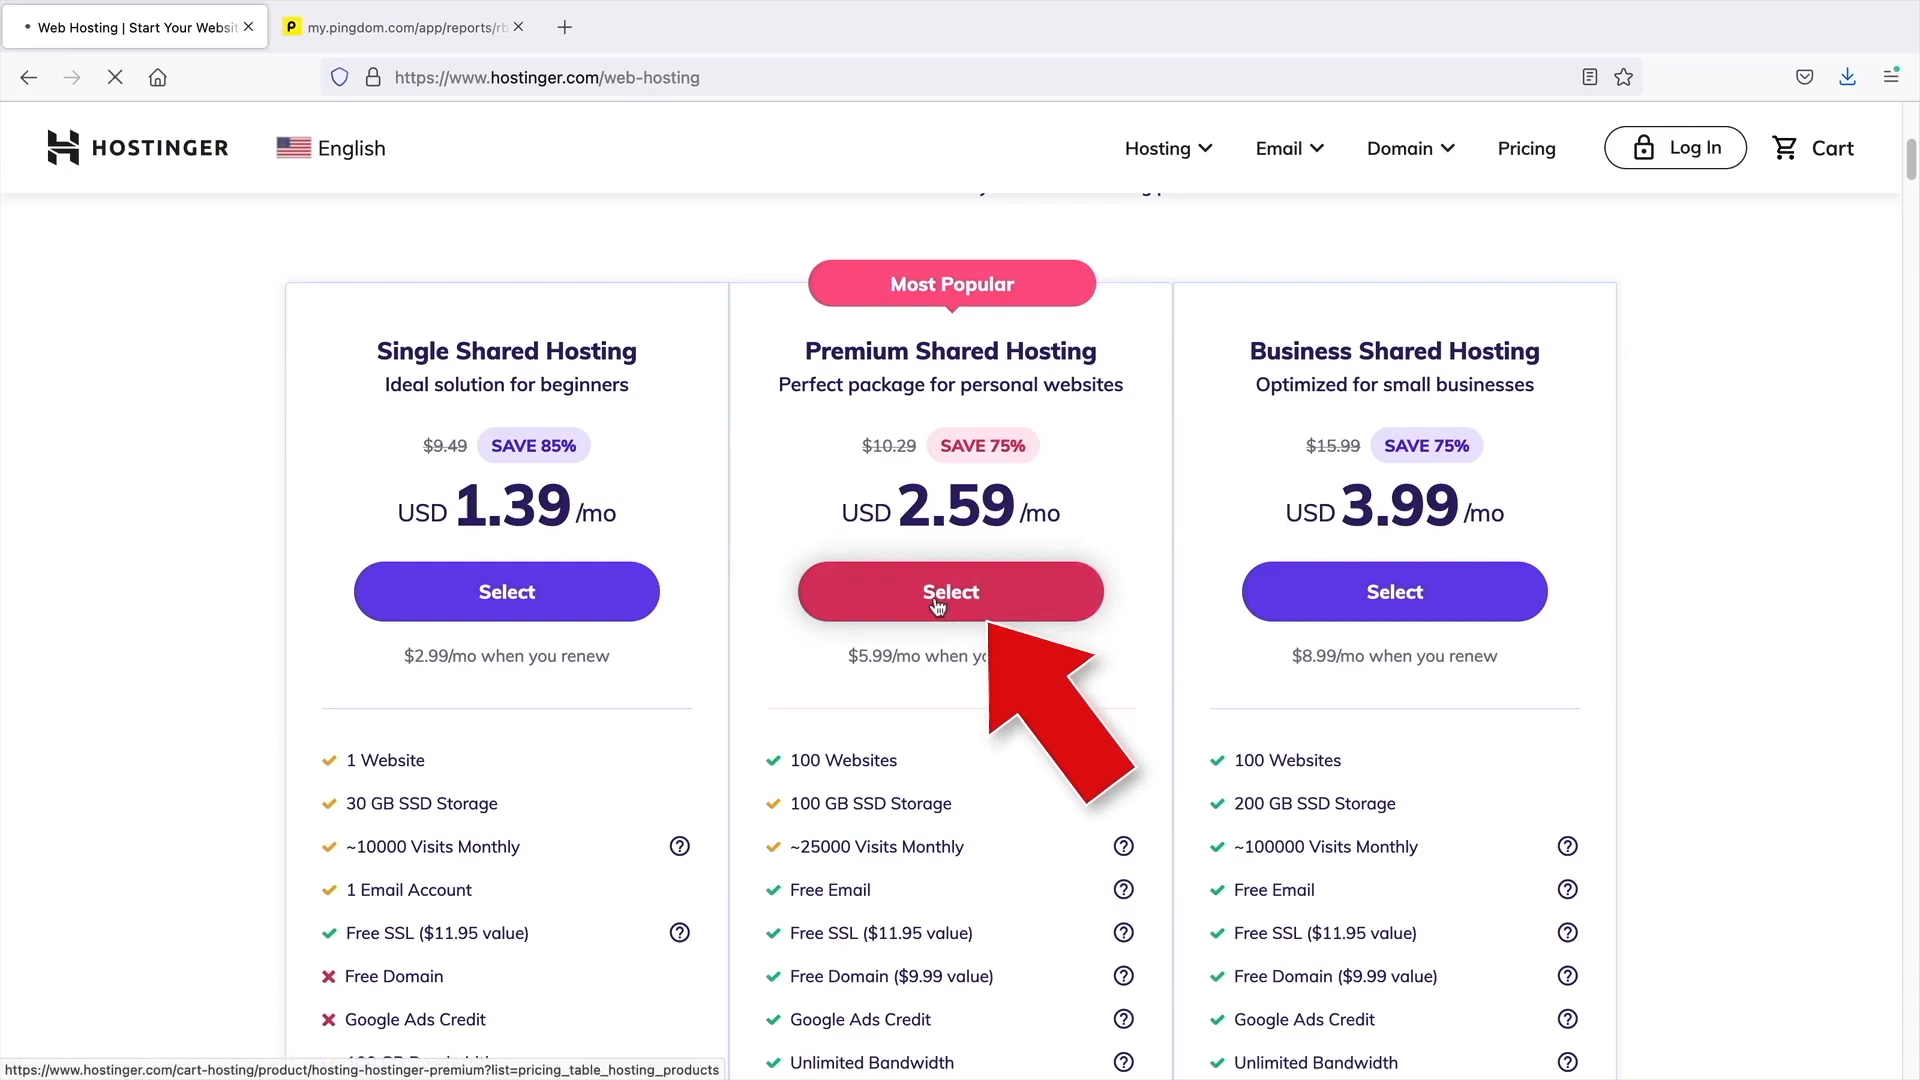 Web Hosting | Start Your Websit
my.pingdom.com/app/reports/rb
https://www.hostinger.com/web-hosting
HOSTINGER
English
Hosting
Email
Domain
Pricing
Log In
Cart
Most Popular
Single Shared Hosting
Ideal solution for beginners
$9.49 SAVE 85%
USD 1.39 /mo
Select
$2.99/mo when you renew
1 Website
30 GB SSD Storage
~10000 Visits Monthly
1 Email Account
Free SSL ($11.95 value)
Free Domain
Google Ads Credit
Premium Shared Hosting
Perfect package for personal websites
$10.29 SAVE 75%
USD 2.59 /mo
Select
$5.99/mo when
100 Websites
100 GB SSD Storage
~25000 Visits Monthly
Free Email
Free SSL ($11.95 value)
Free Domain ($9.99 value)
Google Ads Credit
Unlimited Bandwidth
Business Shared Hosting
Optimized for small businesses
$15.99 SAVE 75%
USD 3.99 /mo
Select
$8.99/mo when you renew
100 Websites
200 GB SSD Storage
~100000 Visits Monthly
Free Email
Free SSL ($11.95 value)
Free Domain ($9.99 value)
Google Ads Credit
Unlimited Bandwidth
https://www.hostinger.com/cart-hosting/product/hosting-hostinger-premium?list=pricing_table_hosting_products